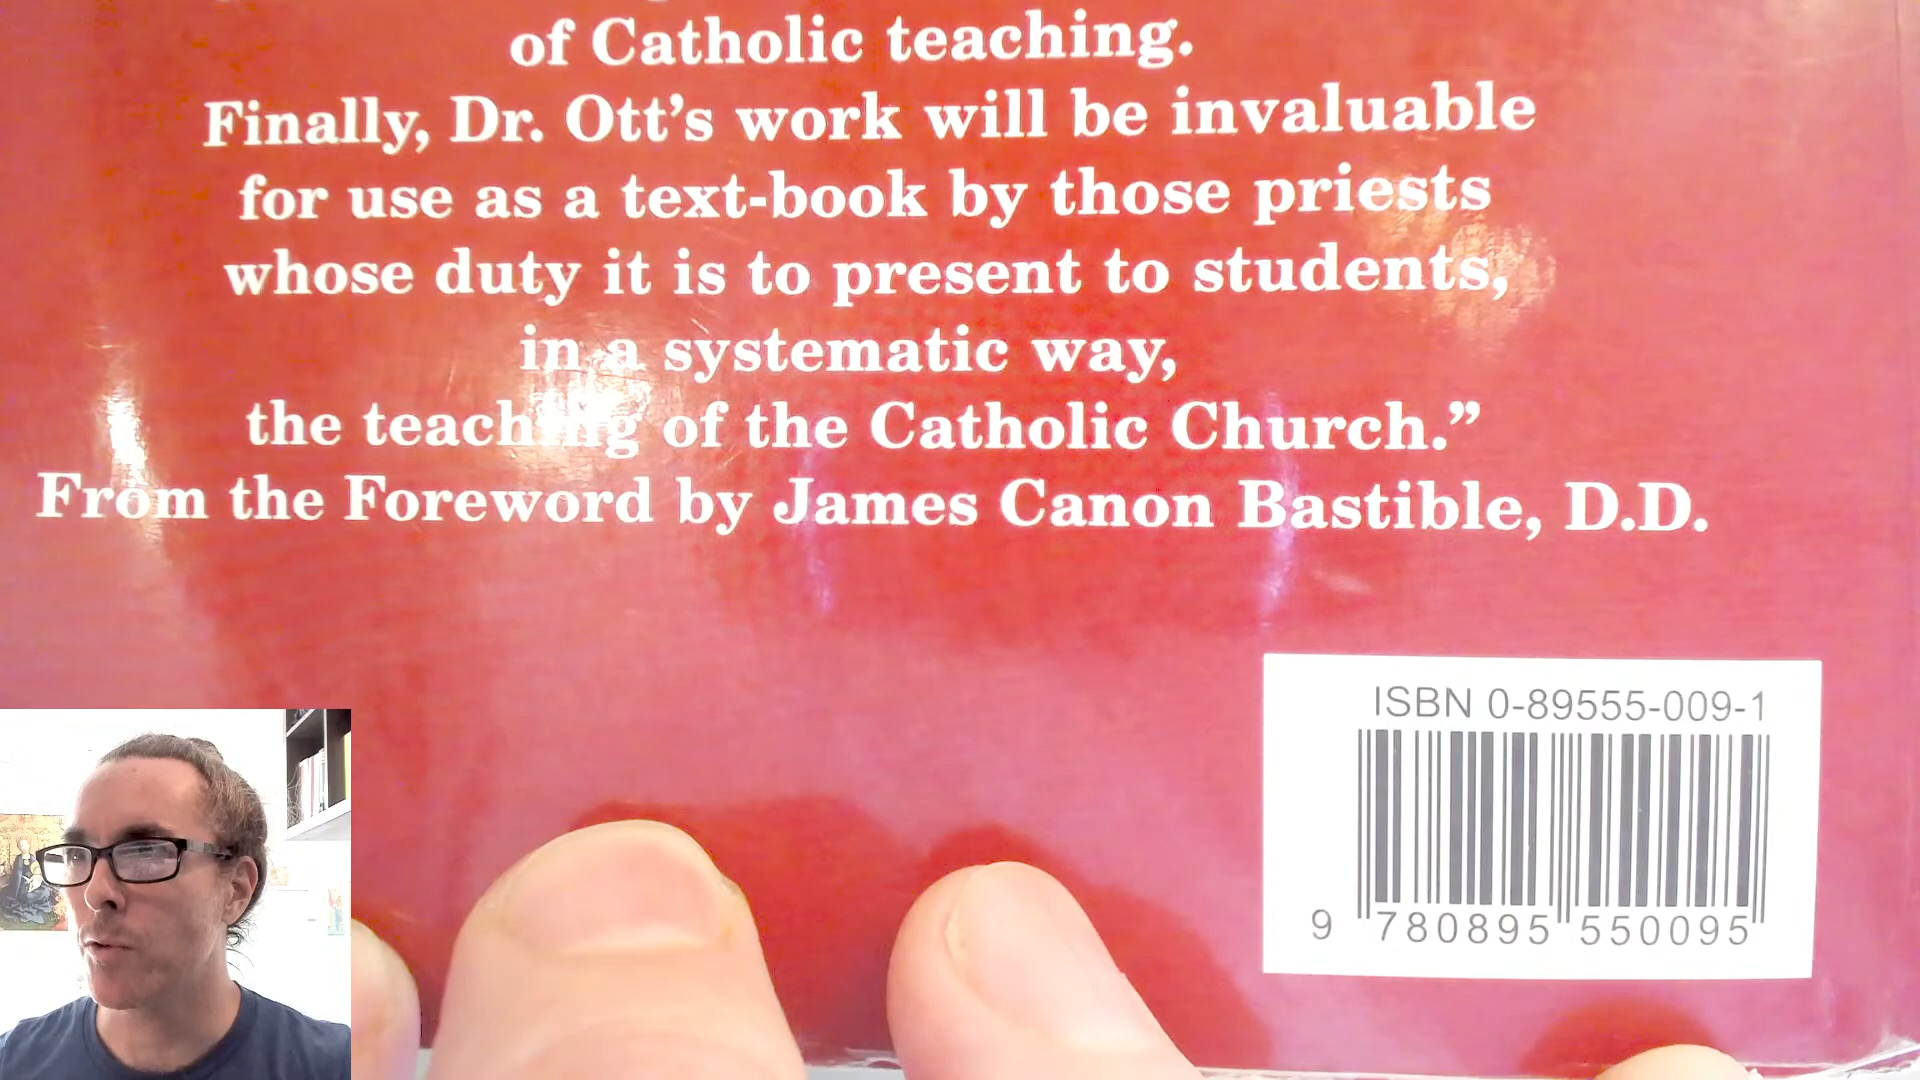 of Catholic teaching.
Finally, Dr. Ott's work will be invaluable
for use as a text-book by those priests
whose duty it is to present to students,
in a systematic way,
the teaching of the Catholic Church.”
From the Foreword by James Canon Bastible, D.D.
ISBN 0-89555-009-1
9 780895 550095